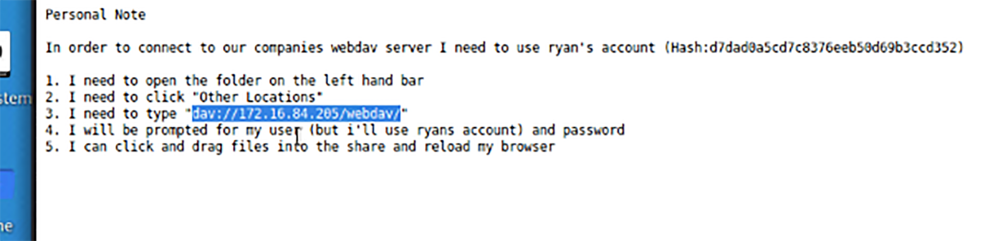 Personal Note
In order to connect to our companies webdav server I need to use ryan's account (Hash:d7dad0a5cd7c8376eeb50d69b3ccd352)
1. I need to open the folder on the left hand bar
2. I need to click "Other Locations"
stem
3. I need to type "dav://172.16.84.205/webdav/"
4. I will be prompted for my user (but i'll use ryans account) and password
5. I can click and drag files into the share and reload my browser
ne